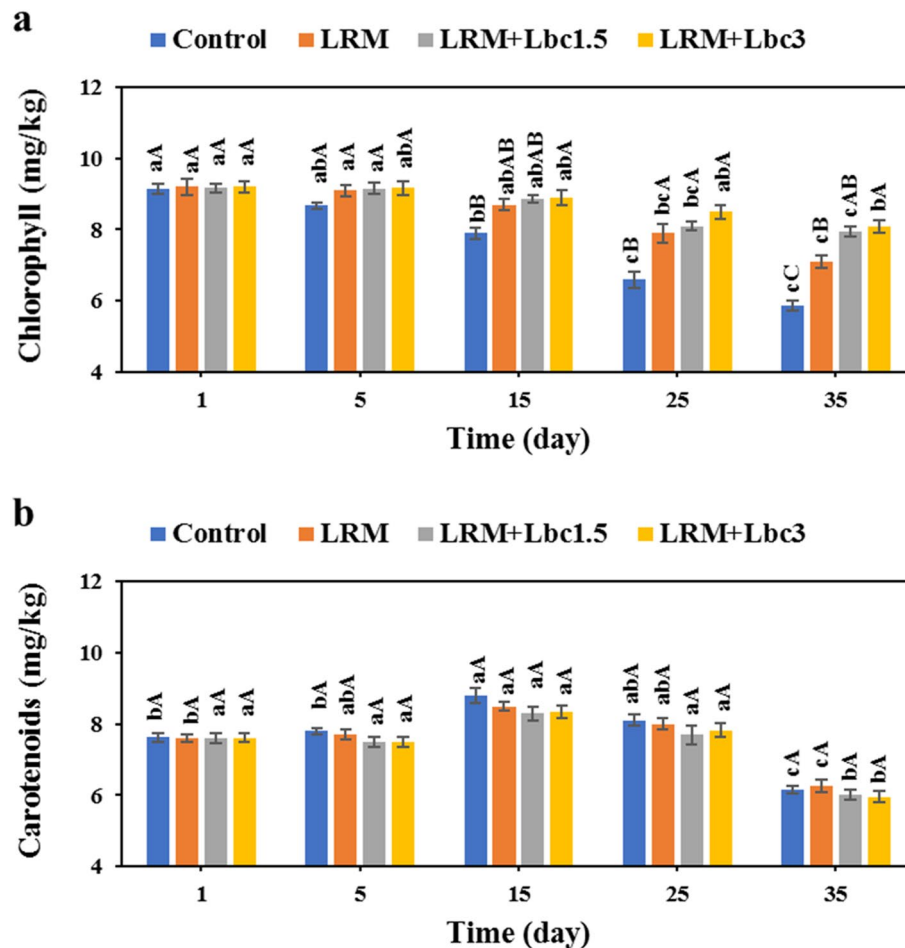 a
Control LRM LRM+Lbc1.5 LRM+Lbc3
Chlorophyll (mg/kg)
12
10
8
6
4
aA aA aA aA
abA aA aA abA
bB abAB abAB abA
cB bcA bcA abA
cC cB cAB bA
1 5 15 25 35
Time (day)
b
Control LRM LRM+Lbc1.5 LRM+Lbc3
Carotenoids (mg/kg)
12
10
8
6
4
bA bA aA aA
bA abA aA aA
aA aA aA aA
abA abA aA aA
cA cA bA bA
1 5 15 25 35
Time (day)